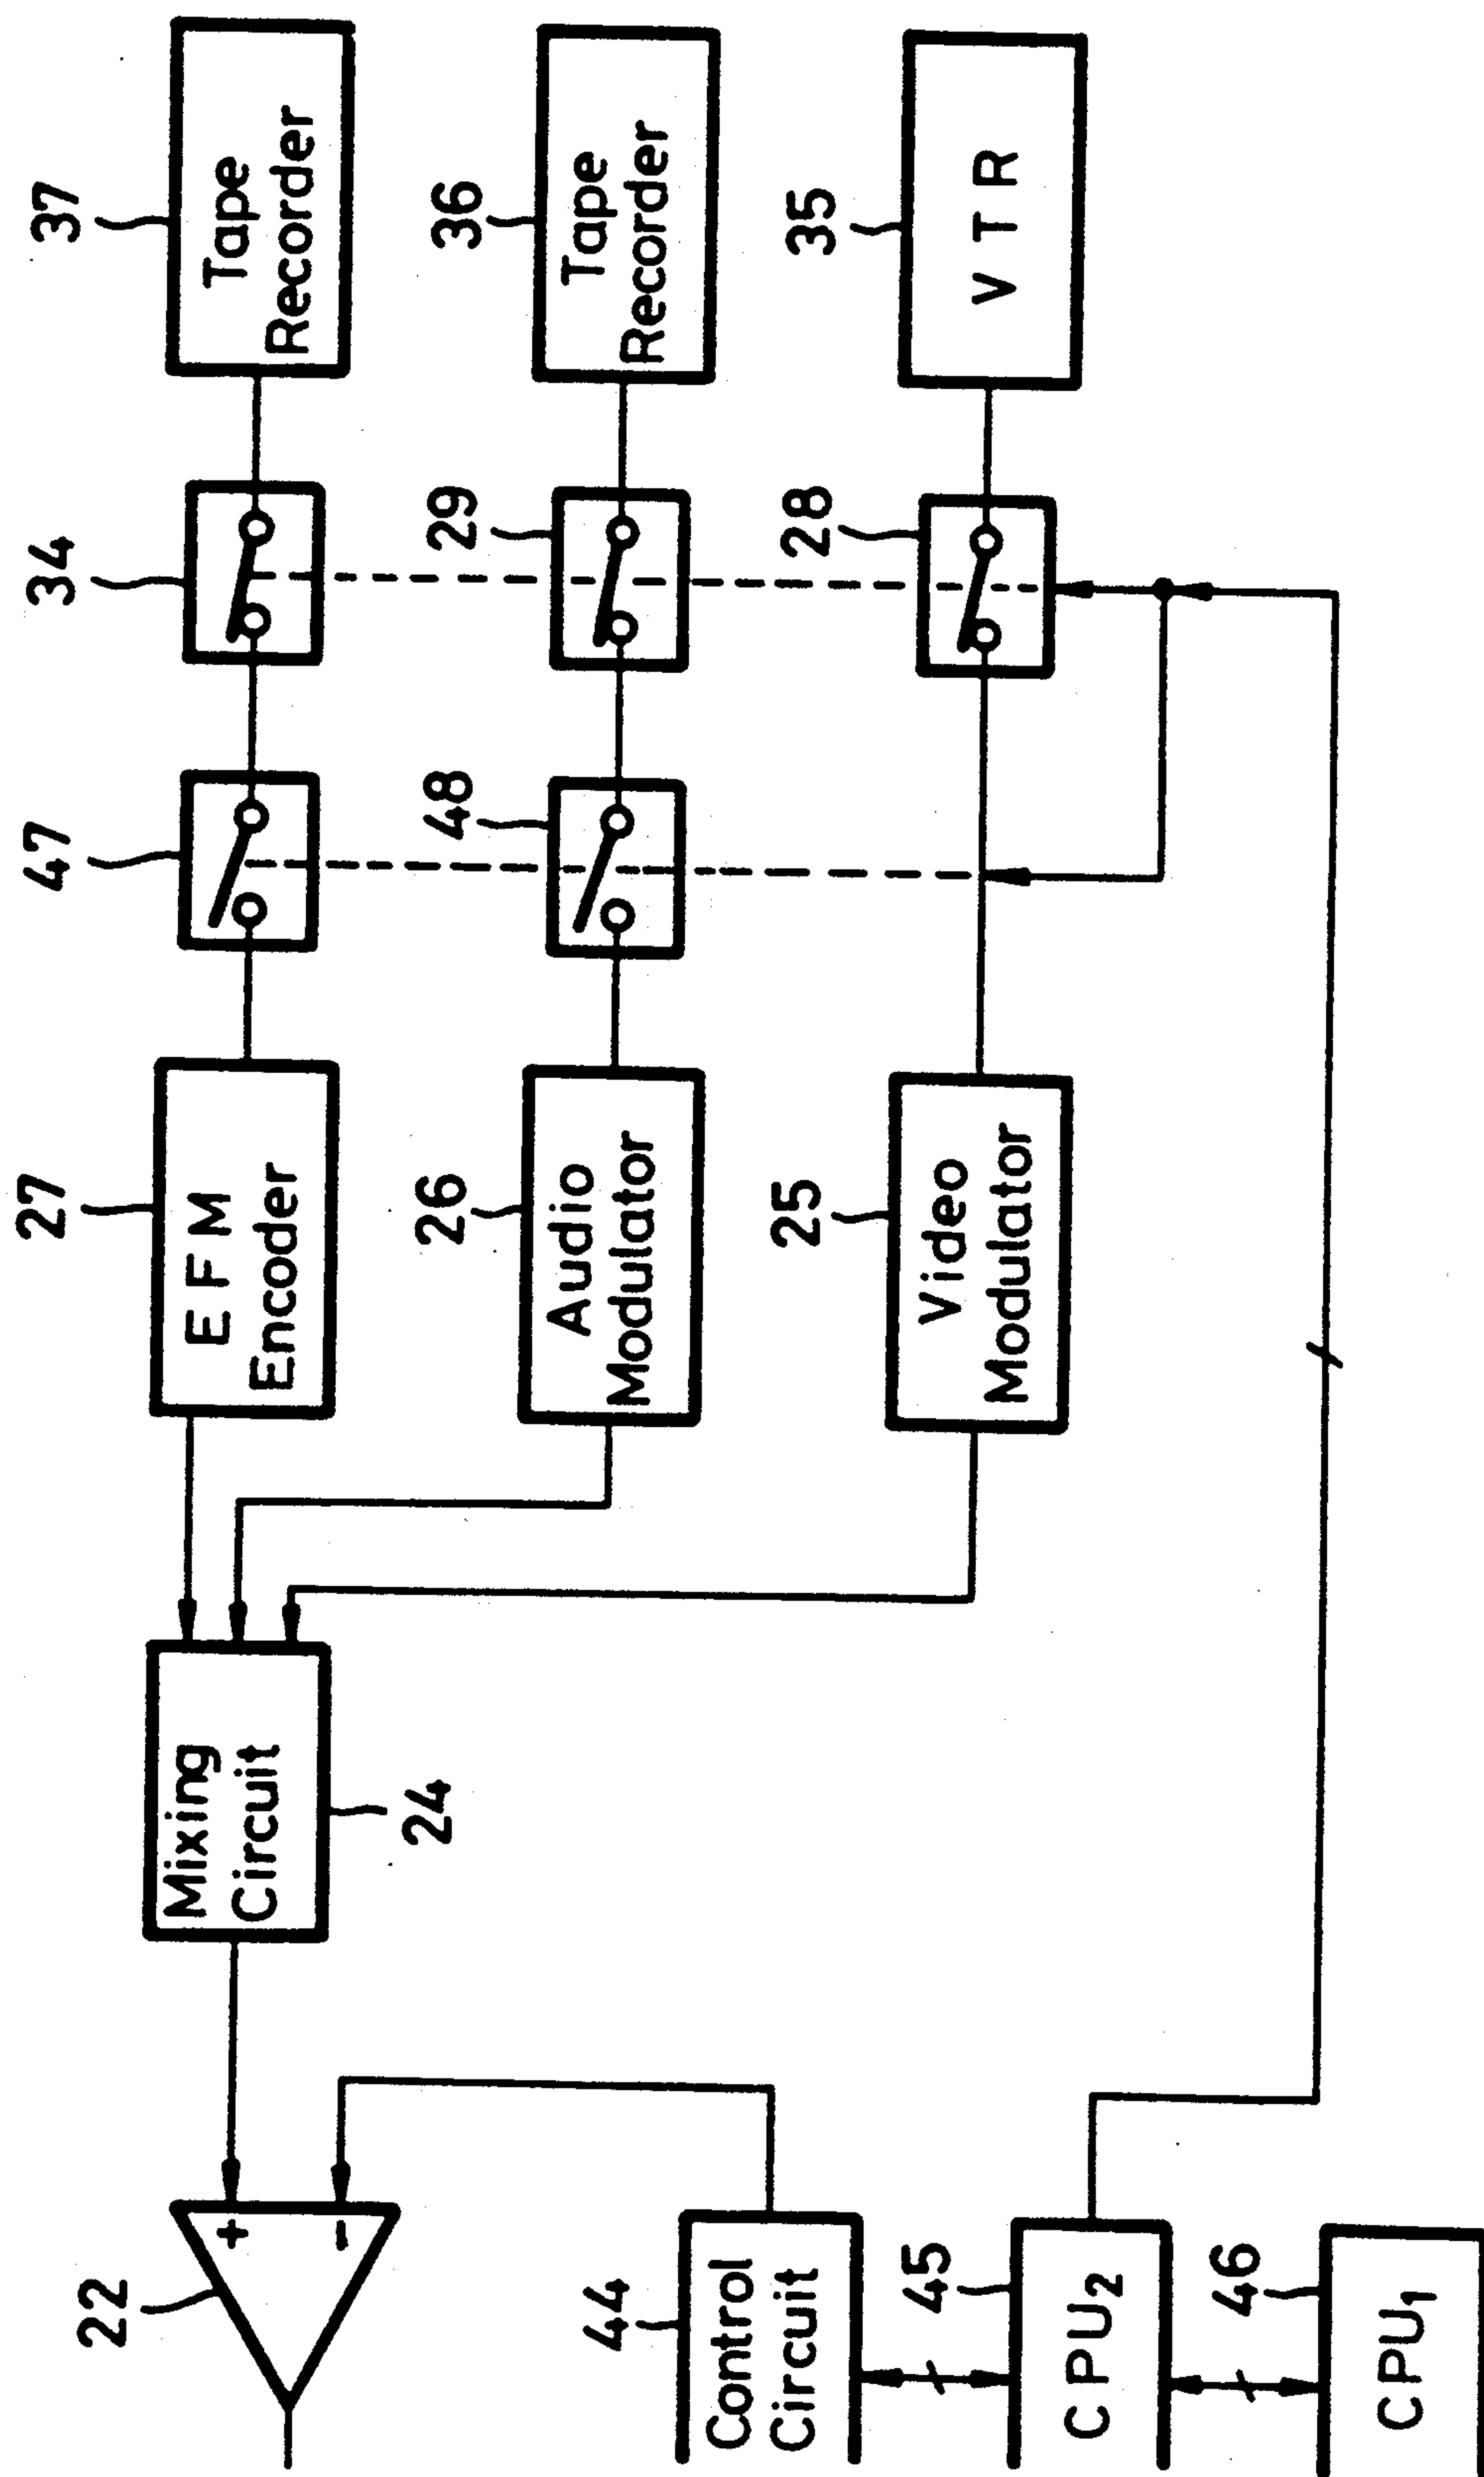 37
Tape
Recorder
36
Tape
Recorder
35
V T R
34
29
28
47
48
27
E F M
Encoder
26
Audio
Modulator
25
Video
Modulator
Mixing
Circuit
24
22
+
-
44
Control
Circuit
45
CPU2
46
CPU1